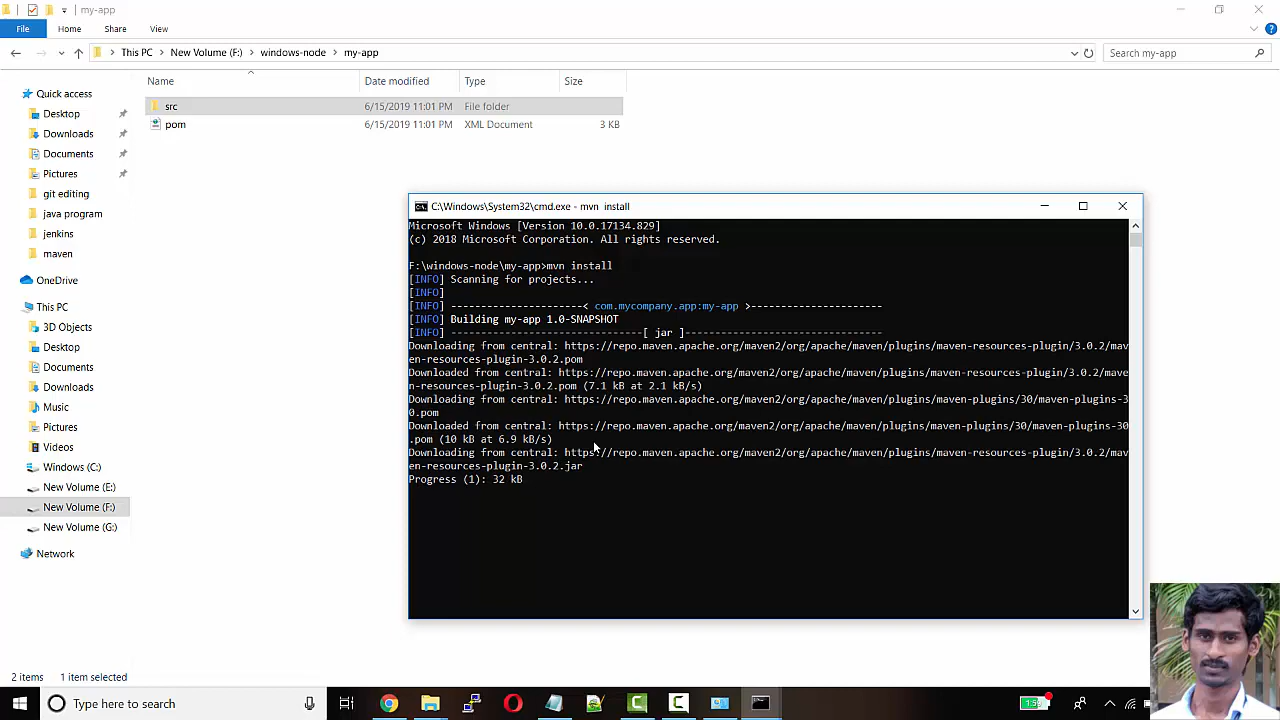 my-app
File
Home
Share
View
This PC
New Volume (F:)
windows-node
my-app
Search my-app
Name
Date modified
Type
Size
src
6/15/2019 11:01 PM
File folder
pom
6/15/2019 11:01 PM
XML Document
3 KB
Quick access
Desktop
Downloads
Documents
Pictures
git editing
java program
jenkins
maven
OneDrive
This PC
3D Objects
Desktop
Documents
Downloads
Music
Pictures
Videos
Windows (C:)
New Volume (E:)
New Volume (F:)
New Volume (G:)
Network
C:\Windows\System32\cmd.exe - mvn  install
Microsoft Windows [Version 10.0.17134.829]
(c) 2018 Microsoft Corporation. All rights reserved.
F:\windows-node\my-app>mvn install
[INFO] Scanning for projects...
[INFO]
[INFO] ----------------------< com.mycompany.app:my-app >----------------------
[INFO] Building my-app 1.0-SNAPSHOT
[INFO] --------------------------------[ jar ]---------------------------------
Downloading from central: https://repo.maven.apache.org/maven2/org/apache/maven/plugins/maven-resources-plugin/3.0.2/mav
en-resources-plugin-3.0.2.pom
Downloaded from central: https://repo.maven.apache.org/maven2/org/apache/maven/plugins/maven-resources-plugin/3.0.2/mave
n-resources-plugin-3.0.2.pom (7.1 kB at 2.1 kB/s)
Downloading from central: https://repo.maven.apache.org/maven2/org/apache/maven/plugins/maven-plugins/30/maven-plugins-3
0.pom
Downloaded from central: https://repo.maven.apache.org/maven2/org/apache/maven/plugins/maven-plugins/30/maven-plugins-30
.pom (10 kB at 6.9 kB/s)
Downloading from central: https://repo.maven.apache.org/maven2/org/apache/maven/plugins/maven-resources-plugin/3.0.2/mav
en-resources-plugin-3.0.2.jar
Progress (1): 32 kB
2 items
1 item selected
Type here to search